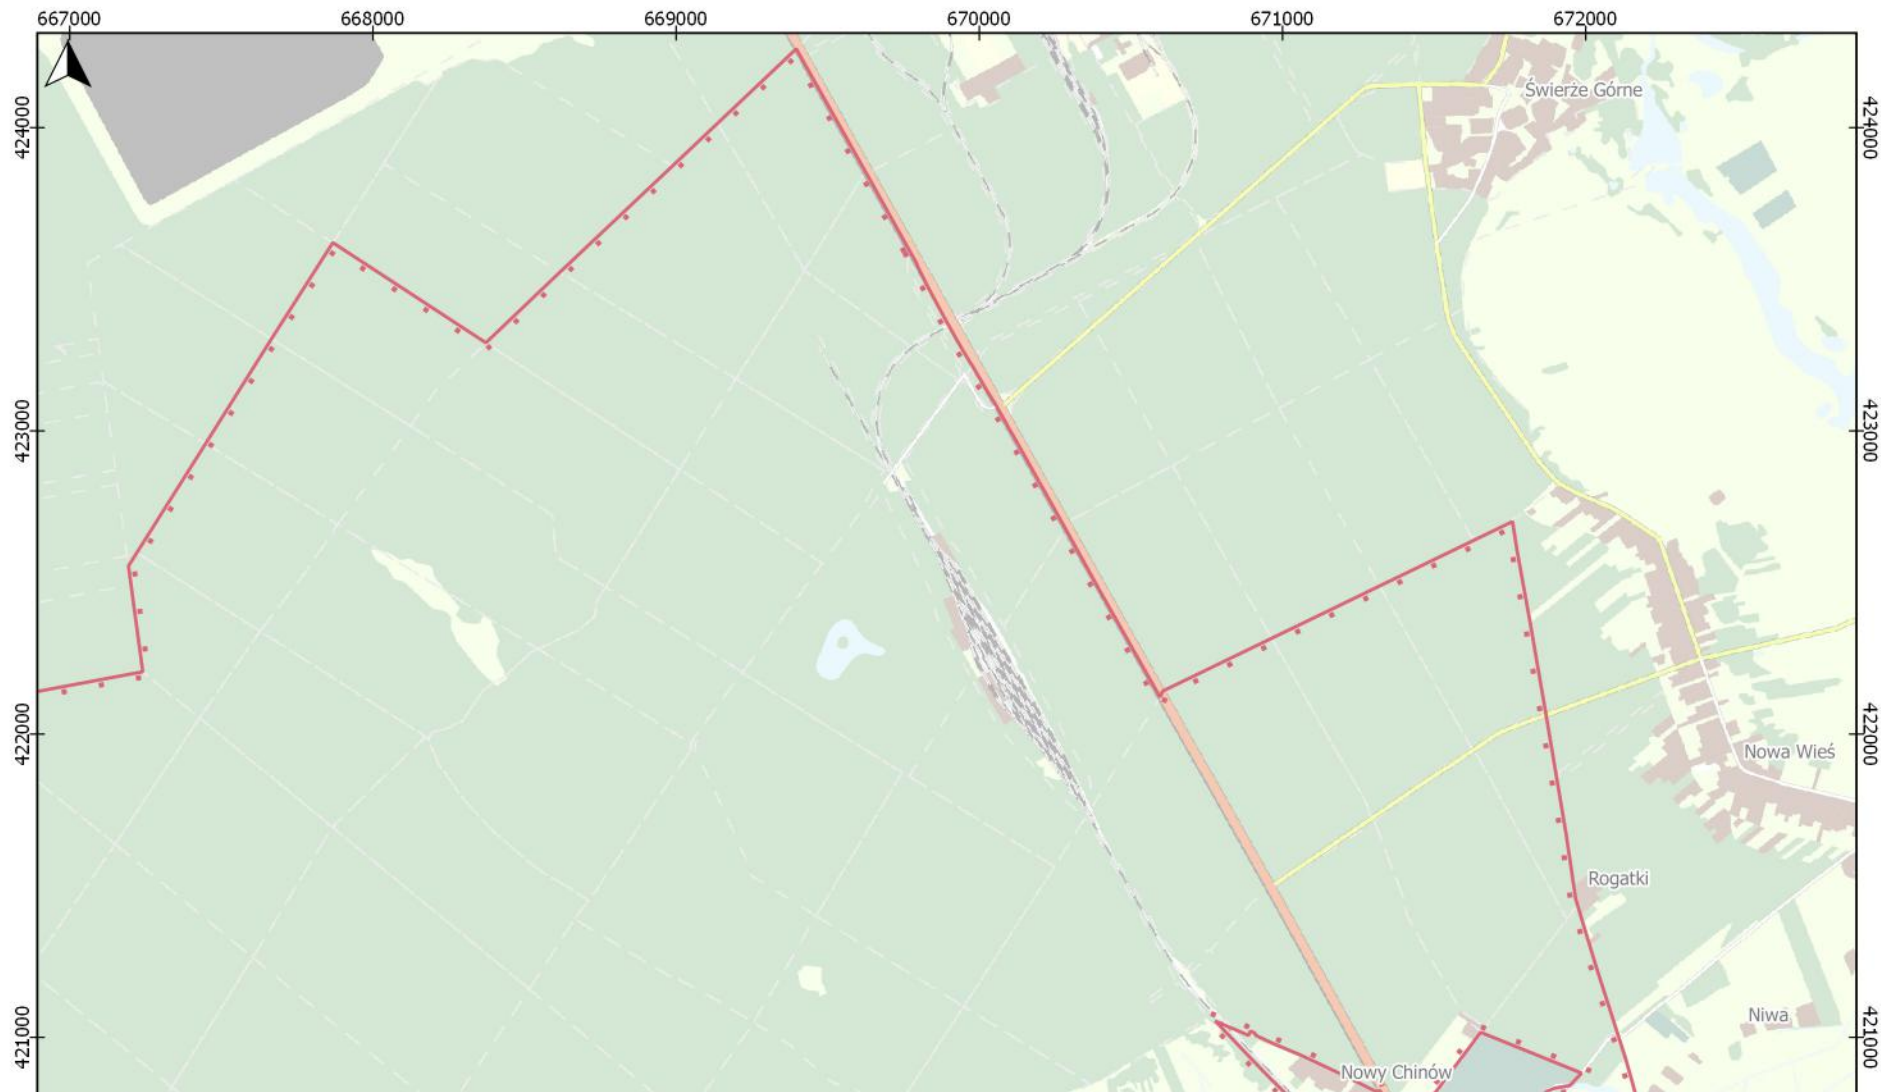 667000 668000 669000 670000 671000 672000
Świerże Górne
424000 424000
423000 423000
422000 422000
Nowa Wieś
Rogatki
Niwa
421000 421000
Nowy Chinów